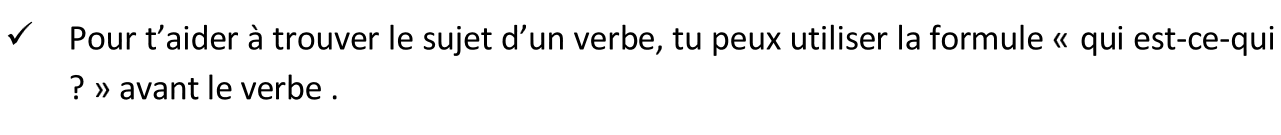 ✓ Pour t’aider à trouver le sujet d’un verbe, tu peux utiliser la formule « qui est-ce-qui
? » avant le verbe .